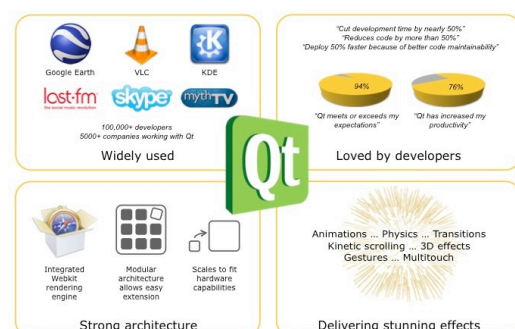 Google Earth
VLC
KDE
last·fm
the social music revolution
skype
mythTV
100,000+ developers
5000+ companies working with Qt
Widely used
"Cut development time by nearly 50%"
"Reduces code by more than 50%"
"Deploy 50% faster because of better code maintainability"
94%
76%
"Qt meets or exceeds my
expectations"
"Qt has increased my
productivity"
Loved by developers
Qt
Integrated
Webkit
rendering
engine
Modular
architecture
allows easy
extension
Scales to fit
hardware
capabilities
Strong architecture
Animations ... Physics ... Transitions
Kinetic scrolling ... 3D effects
Gestures ... Multitouch
Delivering stunning effects